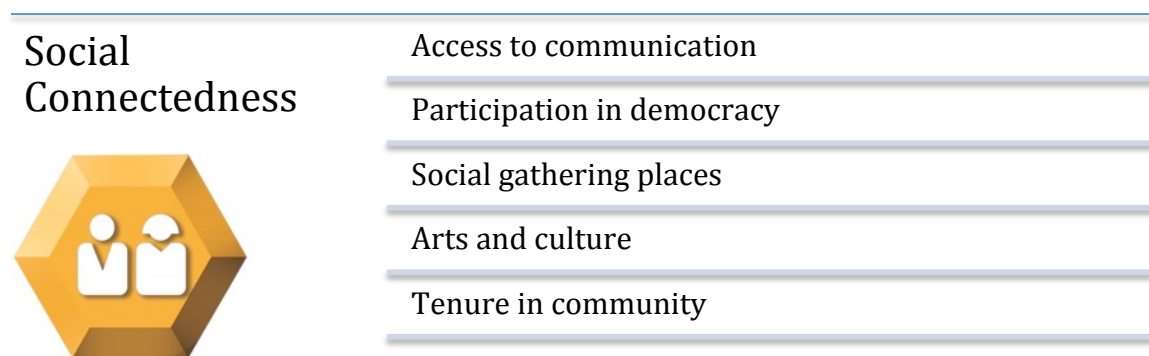 Social
Connectedness
Access to communication
Participation in democracy
Social gathering places
Arts and culture
Tenure in community